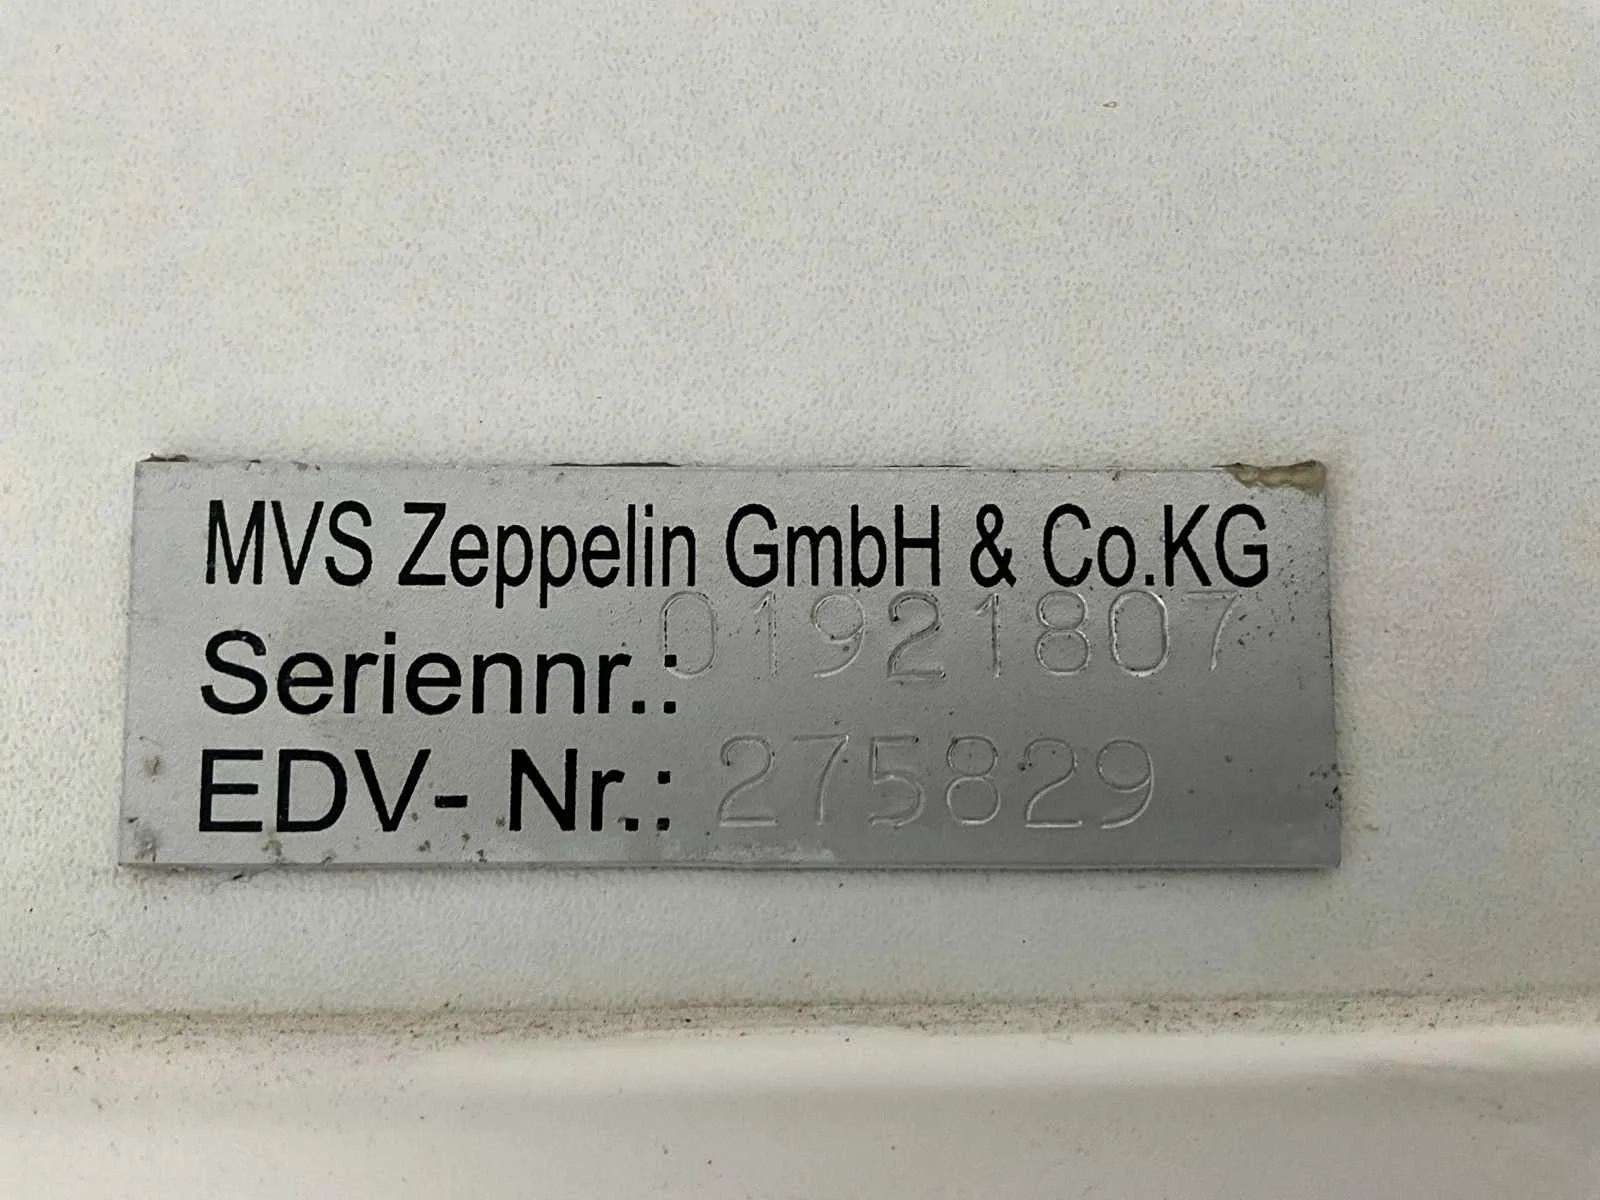 MVS Zeppelin GmbH & Co.KG
Seriennr.: 01921807
EDV- Nr.: 275829